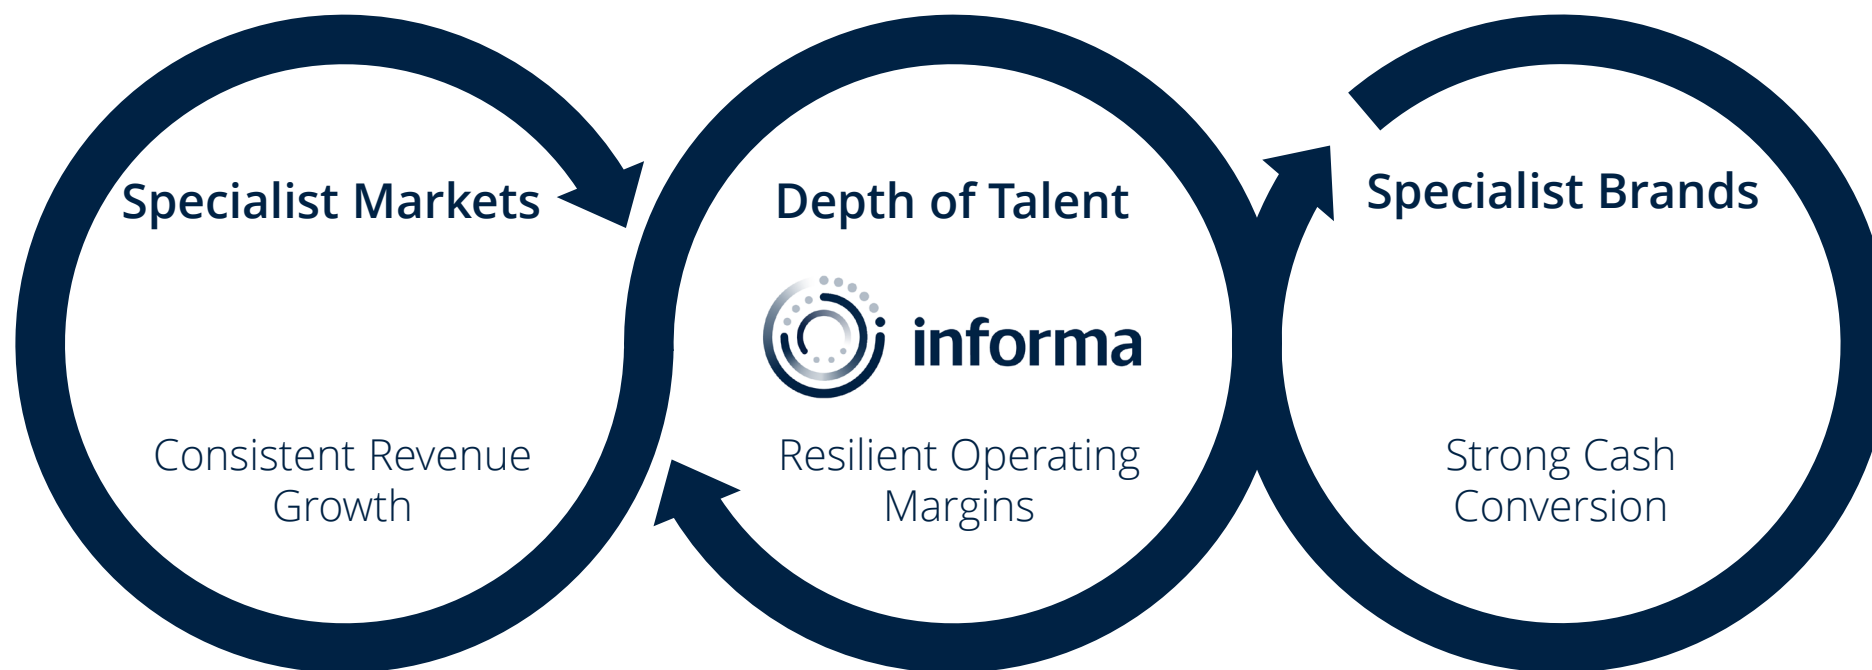 Specialist Markets
Consistent Revenue
Growth
Depth of Talent
informa
Resilient Operating
Margins
Specialist Brands
Strong Cash
Conversion